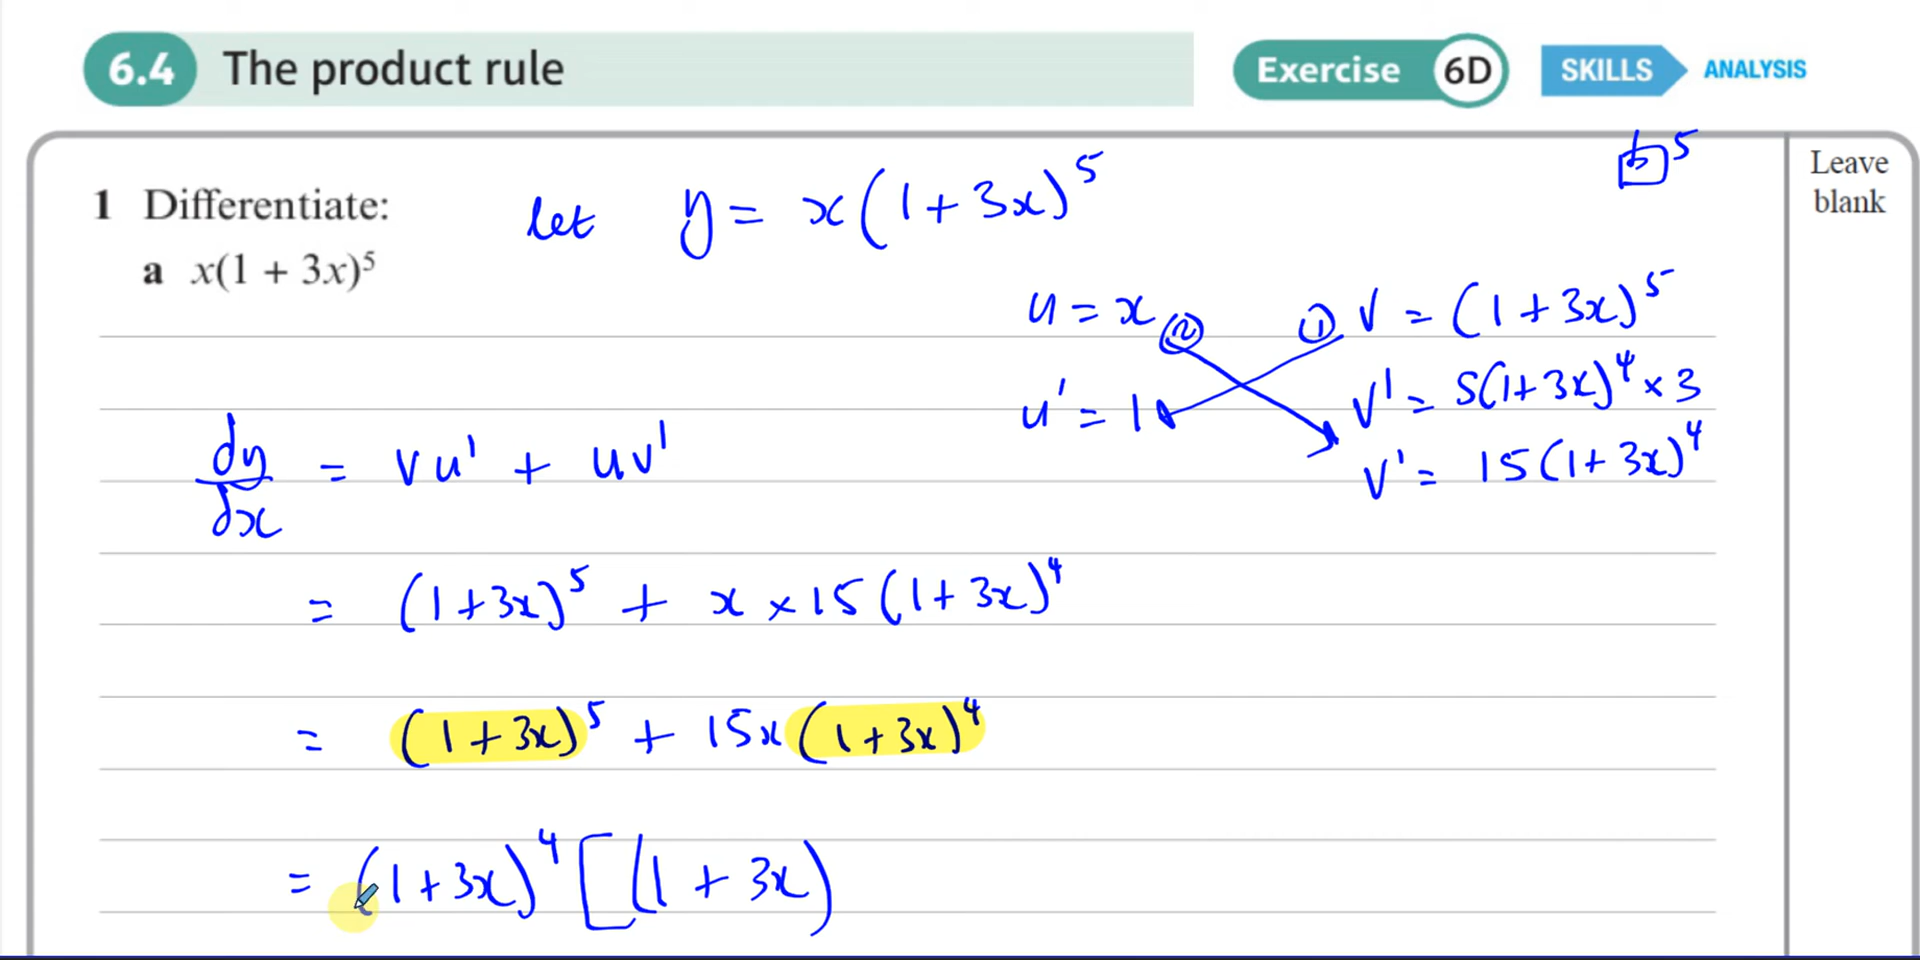 6.4 The product rule Exercise 6D SKILLS ANALYSIS
Leave blank
1 Differentiate:
a x(1 + 3x)⁵
let y = x(1+3x)⁵
u = x ② ① v = (1+3x)⁵
u' = 1 v' = 5(1+3x)⁴ × 3
v' = 15(1+3x)⁴
dy/dx = vu' + uv'
= (1+3x)⁵ + x × 15(1+3x)⁴
= (1+3x)⁵ + 15x(1+3x)⁴
= (1+3x)⁴ [(1+3x)